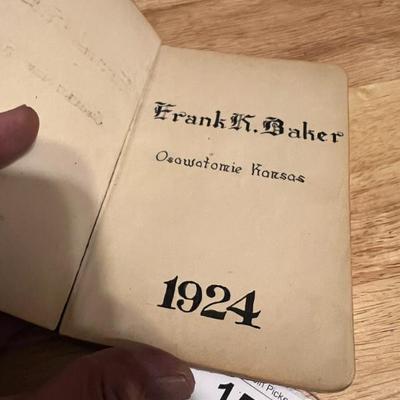 Frank K. Baker
Osawatomie Kansas
1924